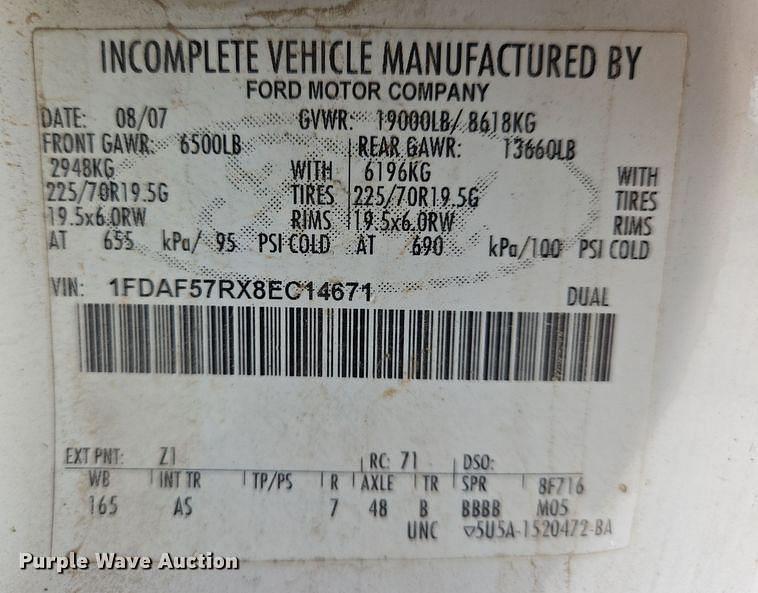 INCOMPLETE VEHICLE MANUFACTURED BY
FORD MOTOR COMPANY
DATE: 08/07 GVWR: 19000LB/ 8618KG
FRONT GAWR: 6500LB REAR GAWR: 13660LB
2948KG WITH 6196KG WITH
225/70R19.5G TIRES 225/70R19.5G TIRES
19.5x6.0RW RIMS 19.5x6.0RW RIMS
AT 655 kPa/ 95 PSI COLD AT 690 kPa/100 PSI COLD
VIN: 1FDAF57RX8EC14671 DUAL
EXT PNT: Z1 RC: 71 DSO:
WB INT TR TP/PS R AXLE TR SPR 8F716
165 AS 7 48 B BBBB M05
UNC ▽5U5A-1520472-BA
Purple Wave Auction